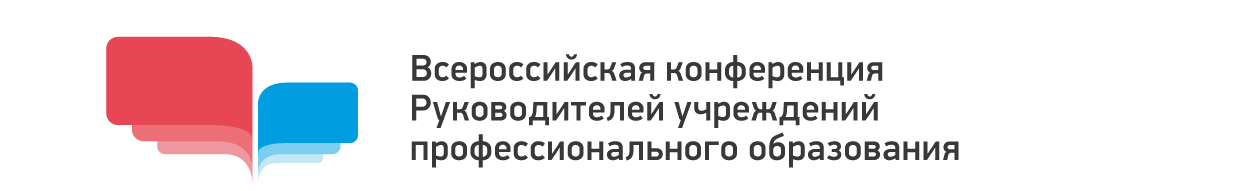 Всероссийская конференция
Руководителей учреждений
профессионального образования